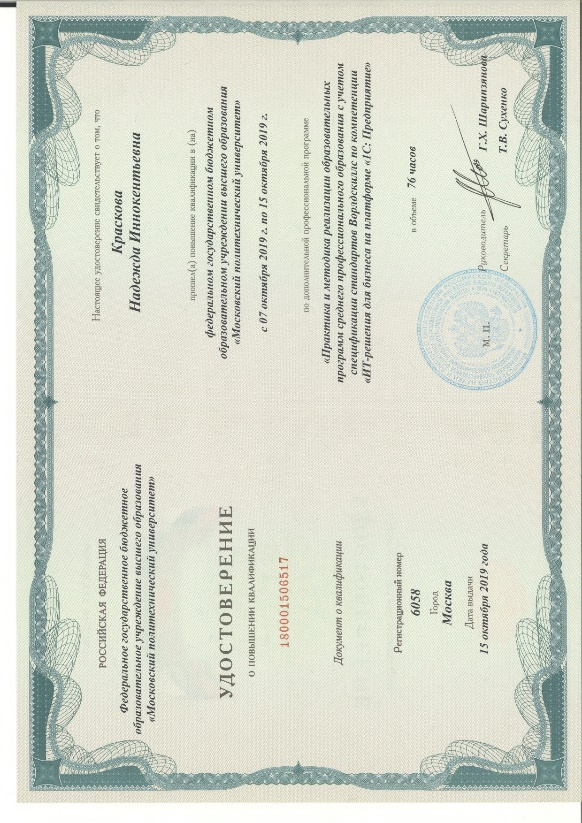 РОССИЙСКАЯ ФЕДЕРАЦИЯ
Федеральное государственное бюджетное
образовательное учреждение высшего образования
«Московский политехнический университет»
УДОСТОВЕРЕНИЕ
О ПОВЫШЕНИИ КВАЛИФИКАЦИИ
180001506517
Документ о квалификации
Регистрационный номер
6058
Город
Москва
Дата выдачи
15 октября 2019 года
Настоящее удостоверение свидетельствует о том, что
Краскова
Надежда Иннокентьевна
прошел(а) повышение квалификации в (на)
федеральном государственном бюджетном
образовательном учреждении высшего образования
«Московский политехнический университет»
с 07 октября 2019 г. по 15 октября 2019 г.
по дополнительной профессиональной программе
«Практика и методика реализации образовательных
программ среднего профессионального образования с учетом
спецификации стандартов Ворлдскиллс по компетенции
«ИТ-решения для бизнеса на платформе «1С: Предприятие»
в объеме 76 часов
Руководитель Г.Х. Шарипзянова
Секретарь Т.В. Сухенко
М. П.